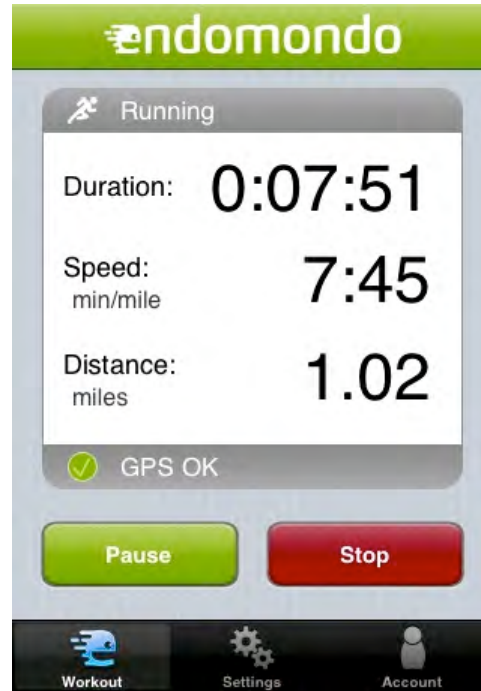 endomondo
Running
Duration: 0:07:51
Speed: 7:45
min/mile
Distance: 1.02
miles
GPS OK
Pause Stop
Workout Settings Account